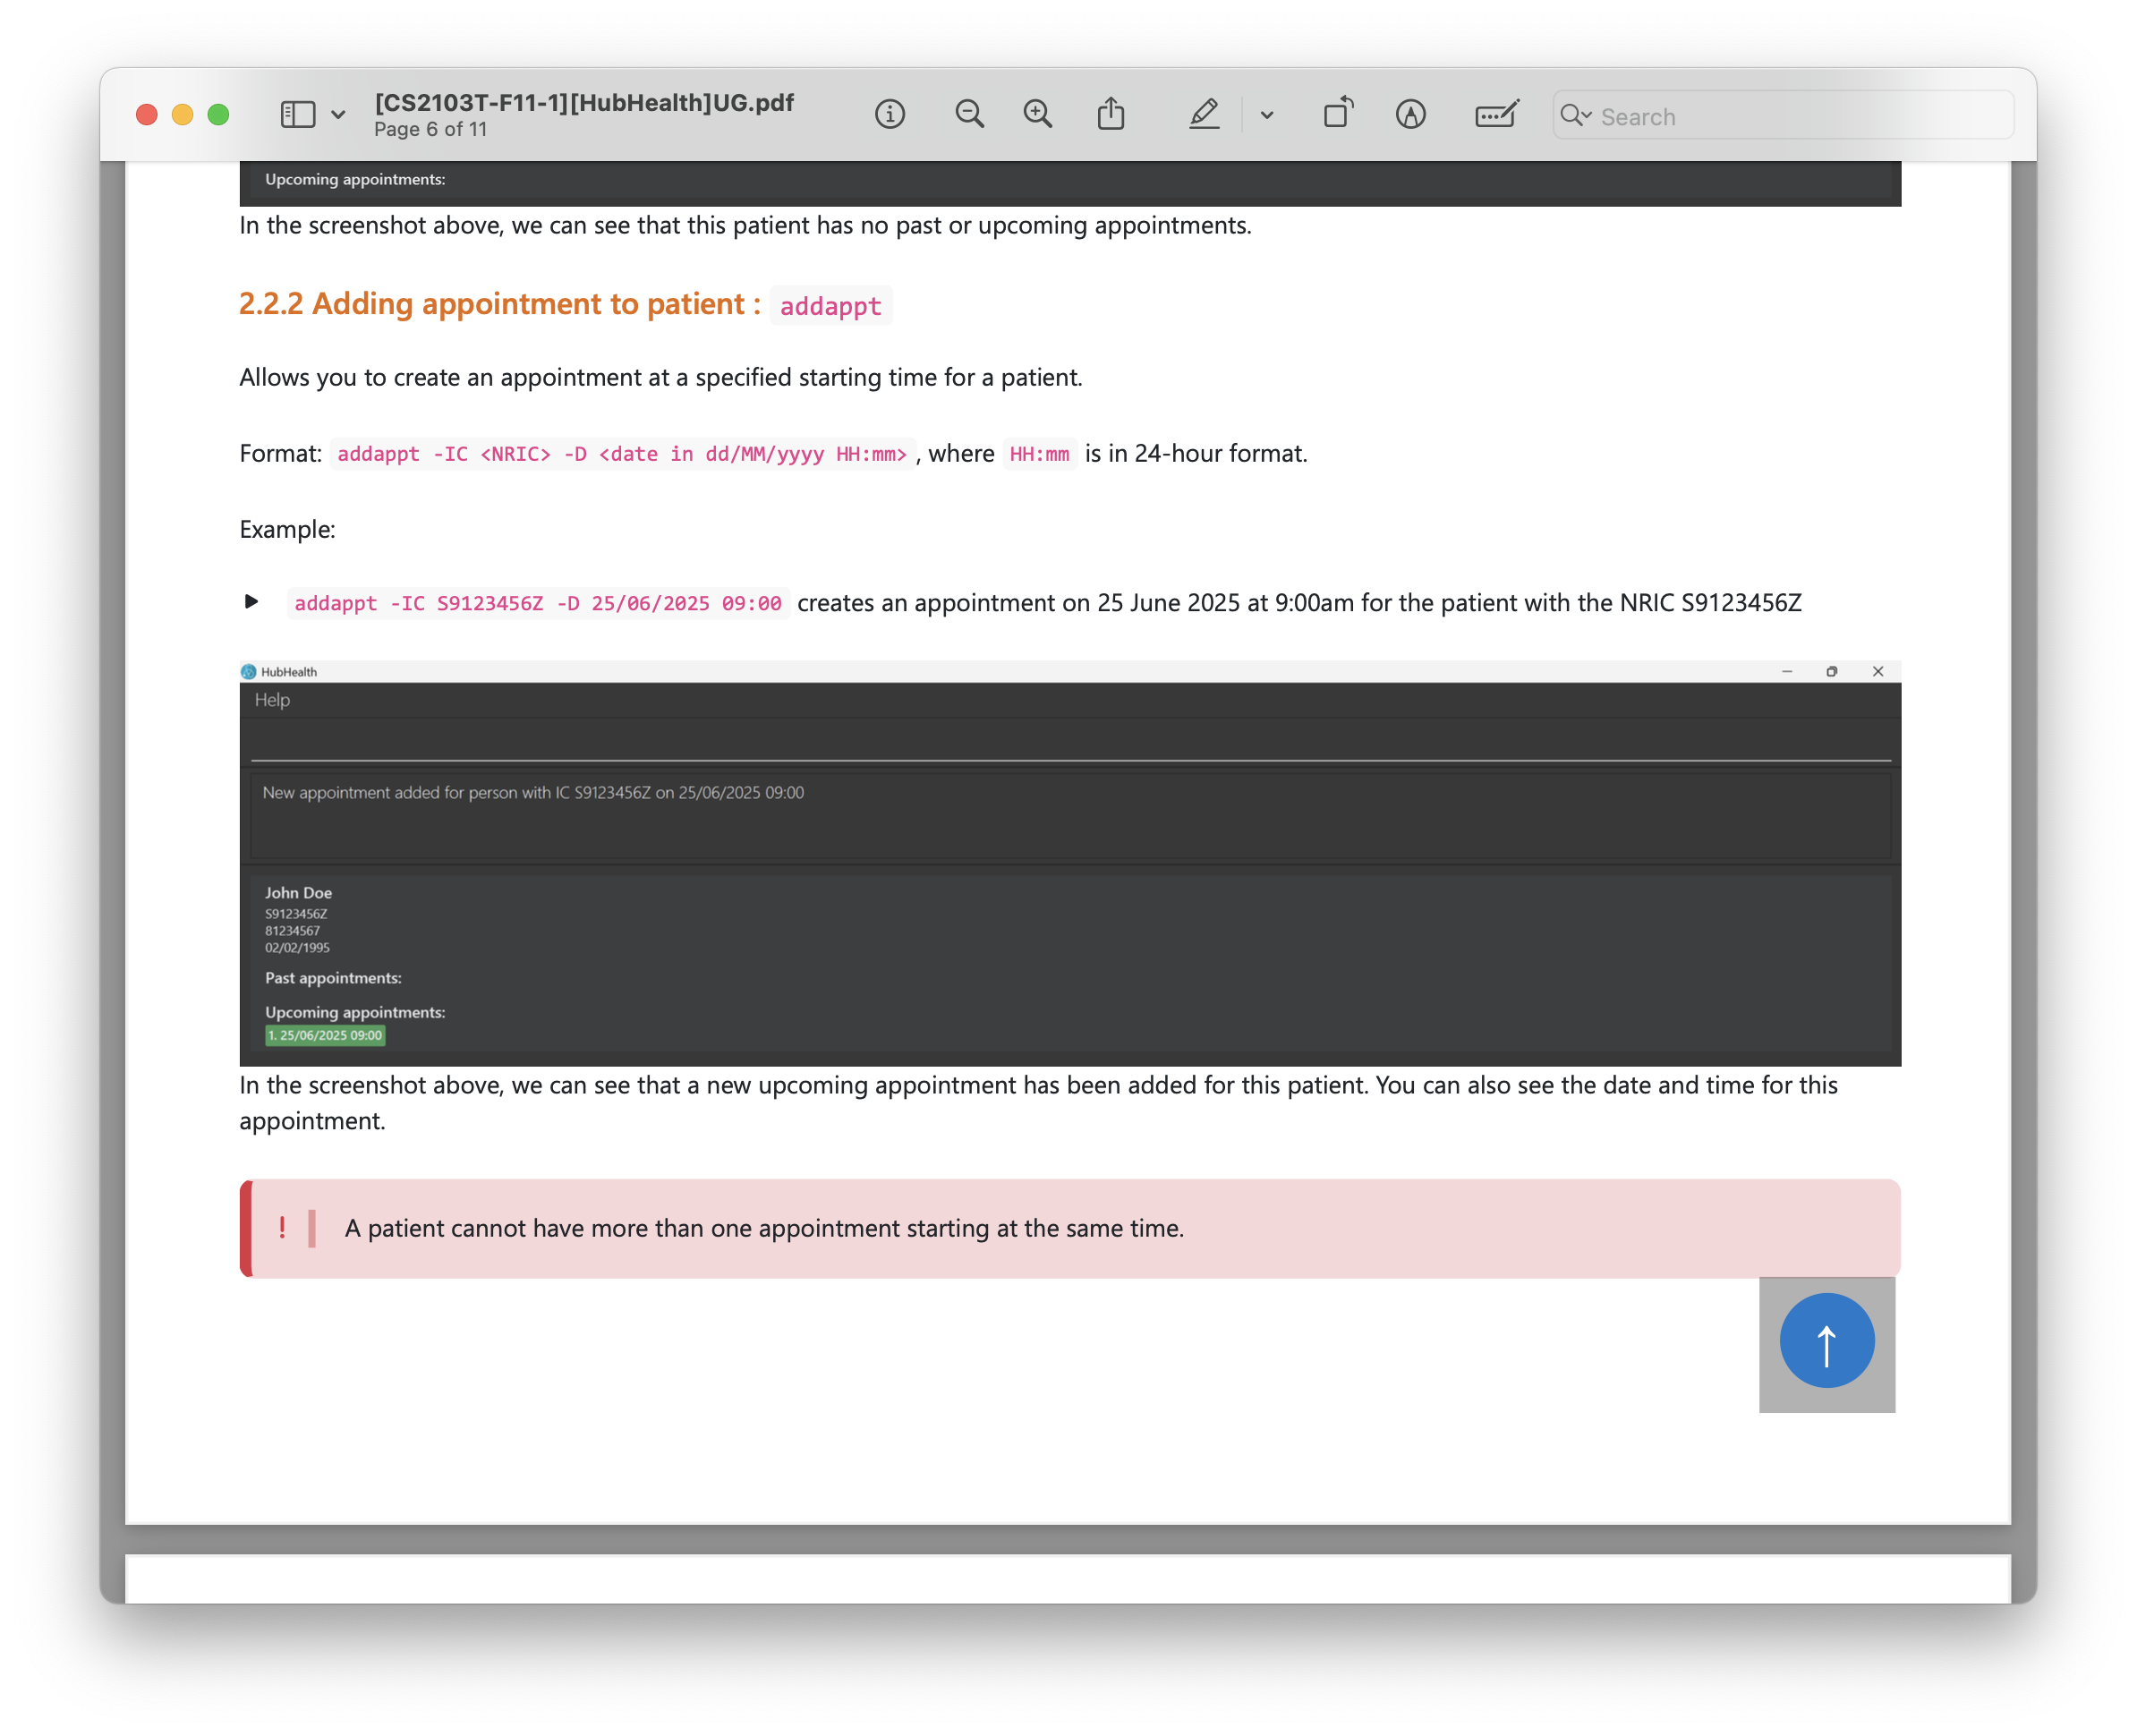 [CS2103T-F11-1][HubHealth]UG.pdf
Page 6 of 11
Search
Upcoming appointments:
In the screenshot above, we can see that this patient has no past or upcoming appointments.
2.2.2 Adding appointment to patient : addappt
Allows you to create an appointment at a specified starting time for a patient.
Format: addappt -IC <NRIC> -D <date in dd/MM/yyyy HH:mm> , where HH:mm is in 24-hour format.
Example:
addappt -IC S9123456Z -D 25/06/2025 09:00 creates an appointment on 25 June 2025 at 9:00am for the patient with the NRIC S9123456Z
HubHealth
Help
New appointment added for person with IC S9123456Z on 25/06/2025 09:00
John Doe
S9123456Z
81234567
02/02/1995
Past appointments:
Upcoming appointments:
1. 25/06/2025 09:00
In the screenshot above, we can see that a new upcoming appointment has been added for this patient. You can also see the date and time for this
appointment.
! A patient cannot have more than one appointment starting at the same time.